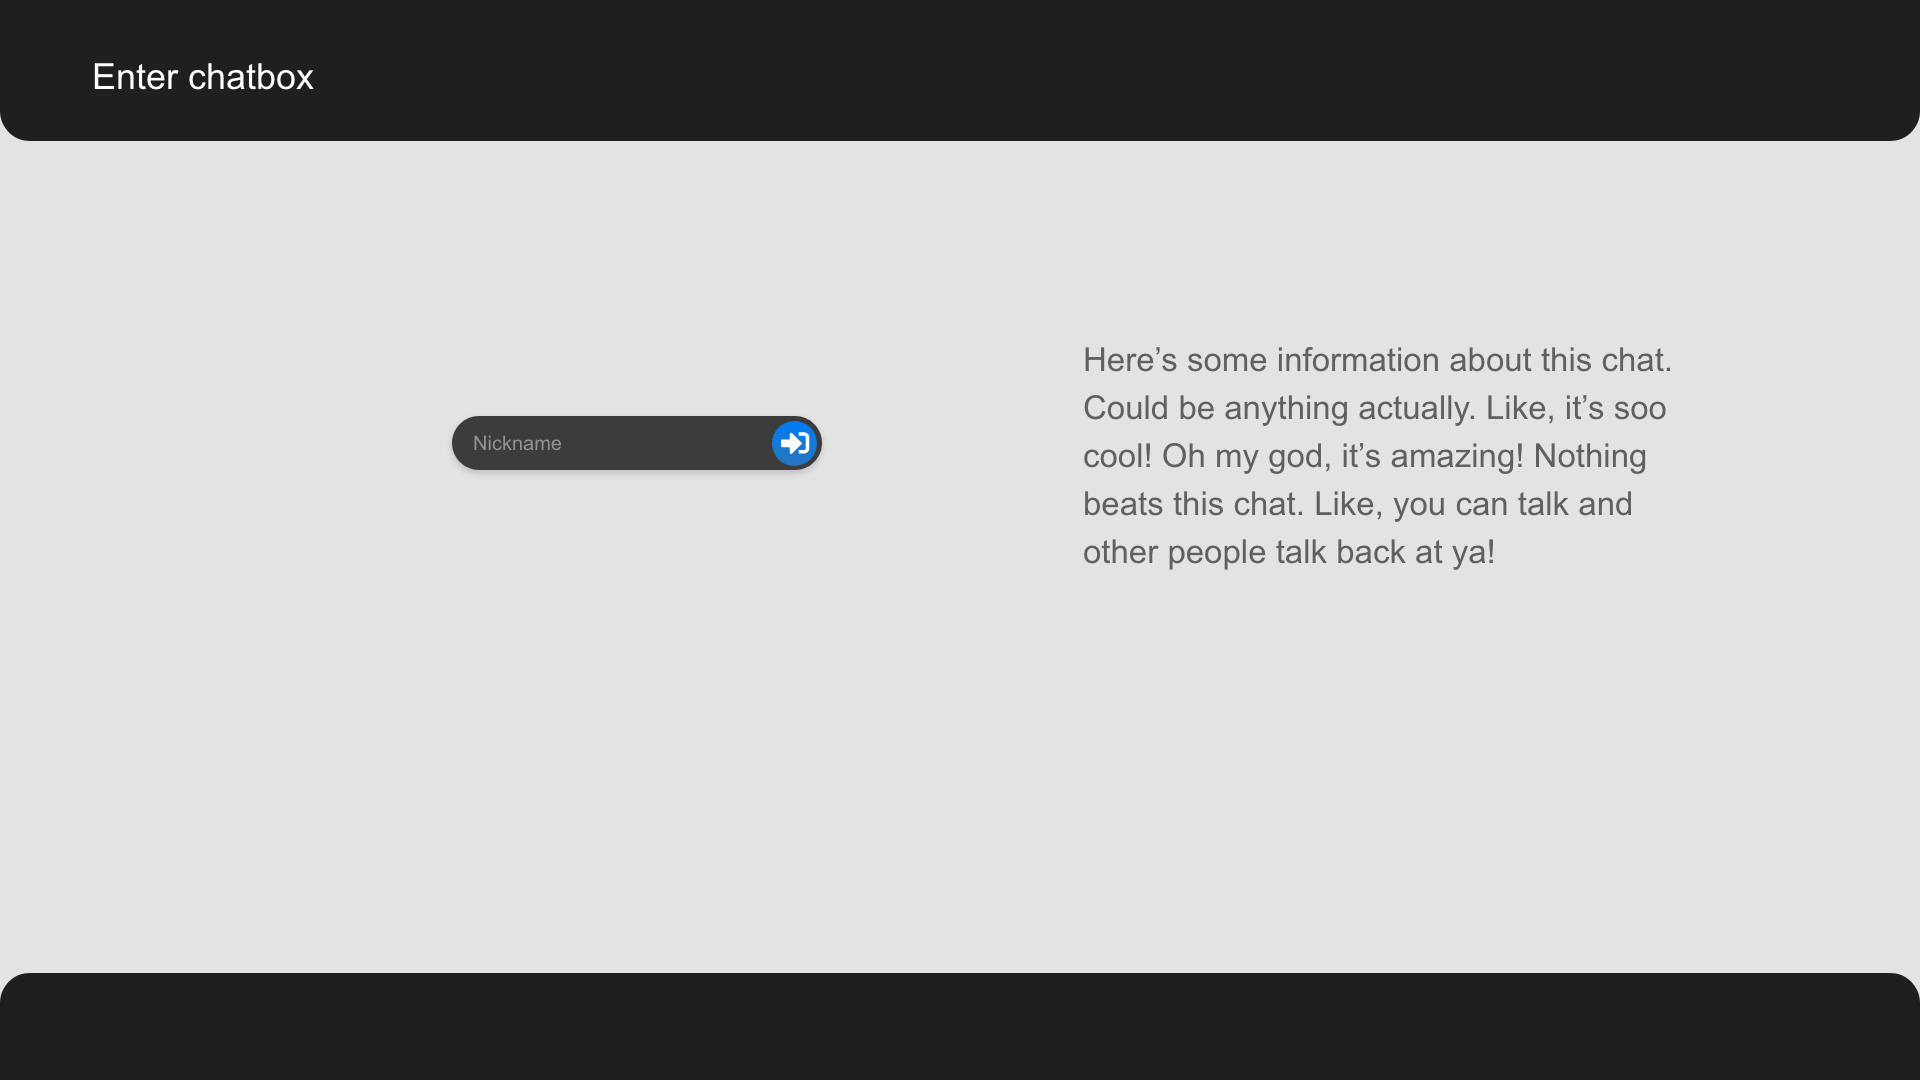 Enter chatbox
Nickname
Here’s some information about this chat.
Could be anything actually. Like, it’s soo
cool! Oh my god, it’s amazing! Nothing
beats this chat. Like, you can talk and
other people talk back at ya!